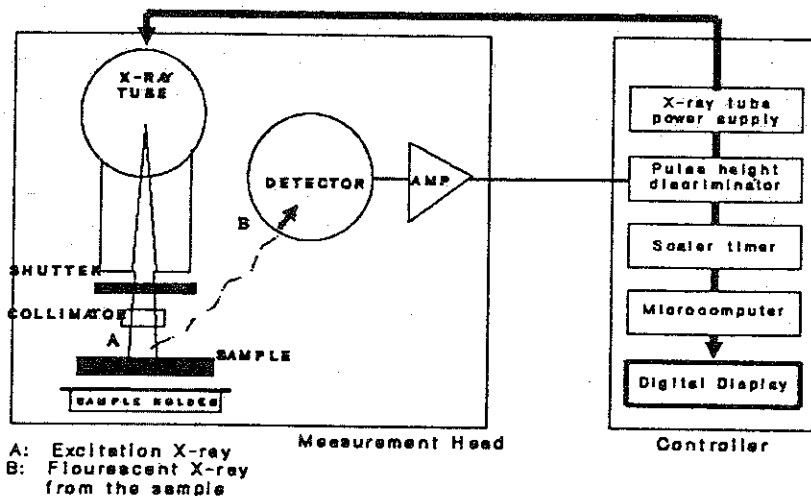 X-RAY
TUBE
X-ray tube
power supply
DETECTOR
AMP.
Pulse height
discriminator
B
Scaler timer
SHUTTER
COLLIMATOR
Microcomputer
A
SAMPLE
Digital Display
SAMPLE HOLDER
Measurement Head
Controller
A: Excitation X-ray
B: Flourescent X-ray
from the sample